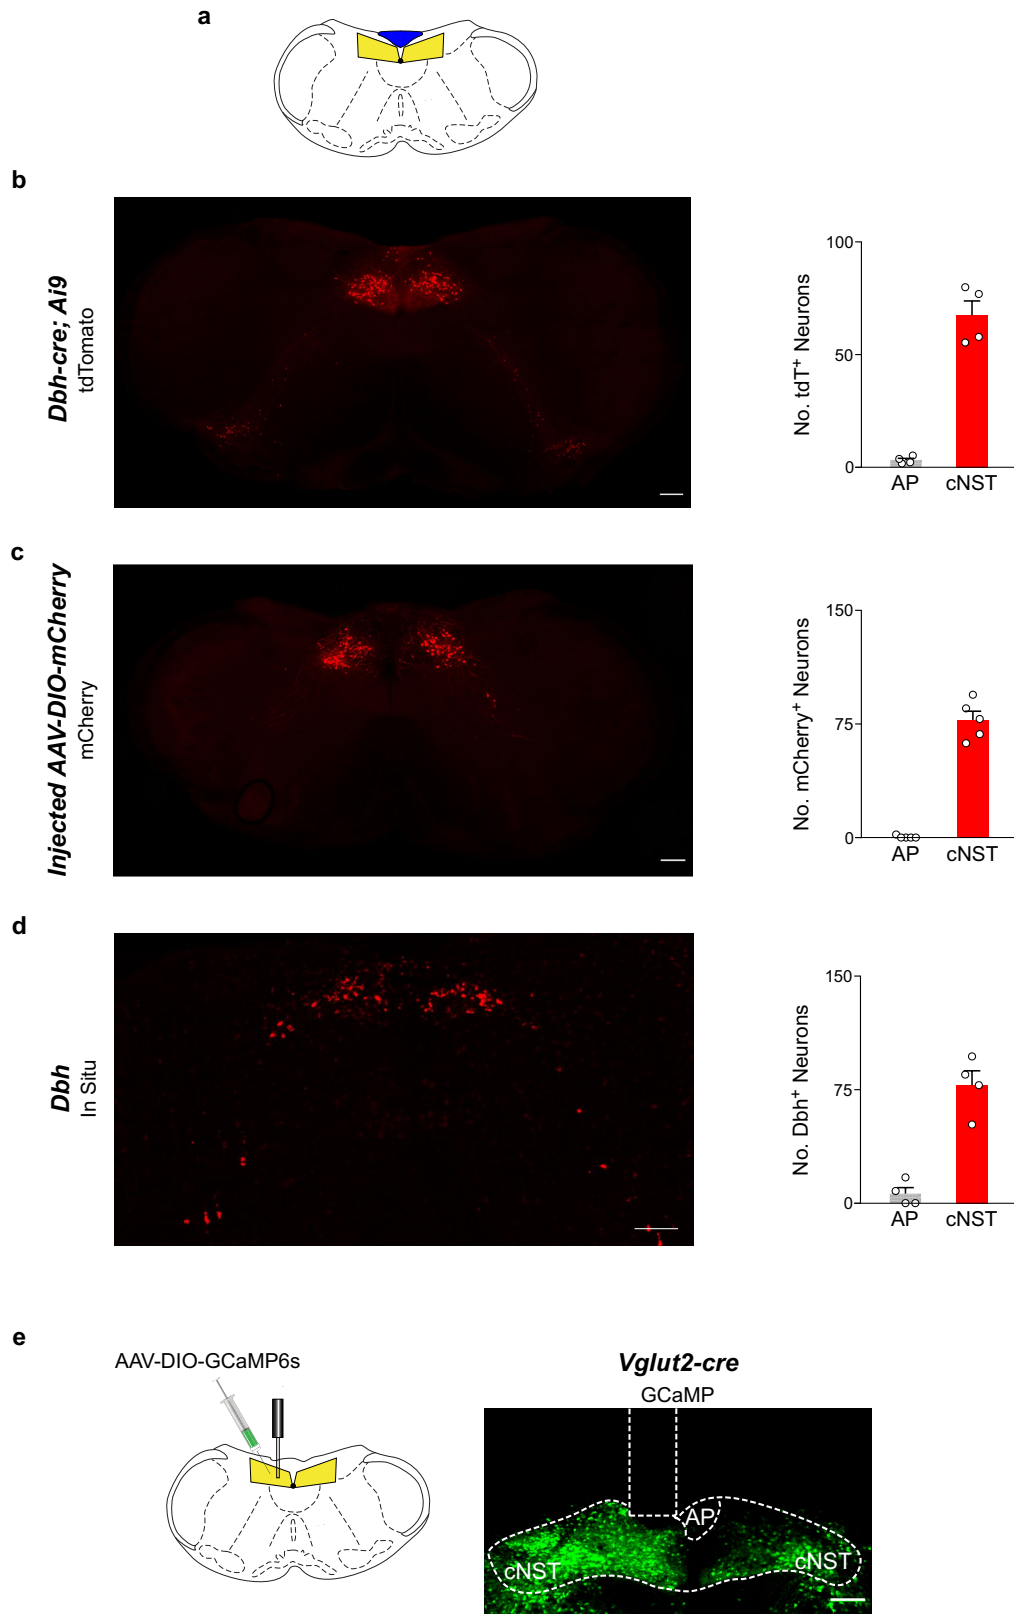 a
b
Dbh-cre; Ai9
tdTomato
No. tdT+ Neurons
100
50
0
AP cNST
c
Injected AAV-DIO-mCherry
mCherry
No. mCherry+ Neurons
150
75
0
AP cNST
d
Dbh
In Situ
No. Dbh+ Neurons
150
75
0
AP cNST
e
AAV-DIO-GCaMP6s
Vglut2-cre
GCaMP
AP
cNST
cNST